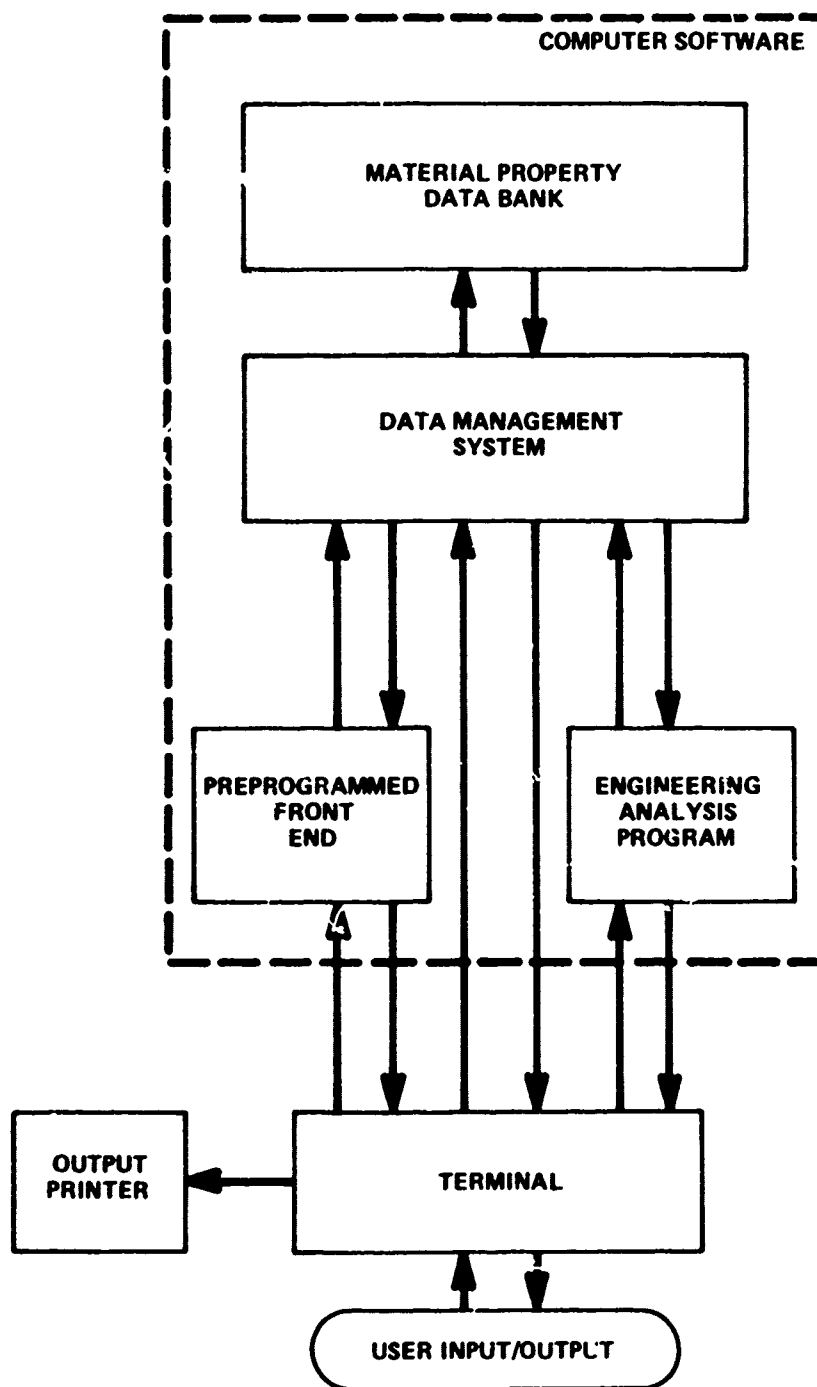 COMPUTER SOFTWARE
MATERIAL PROPERTY
DATA BANK
DATA MANAGEMENT
SYSTEM
PREPROGRAMMED
FRONT
END
ENGINEERING
ANALYSIS
PROGRAM
OUTPUT
PRINTER
TERMINAL
USER INPUT/OUTPUT